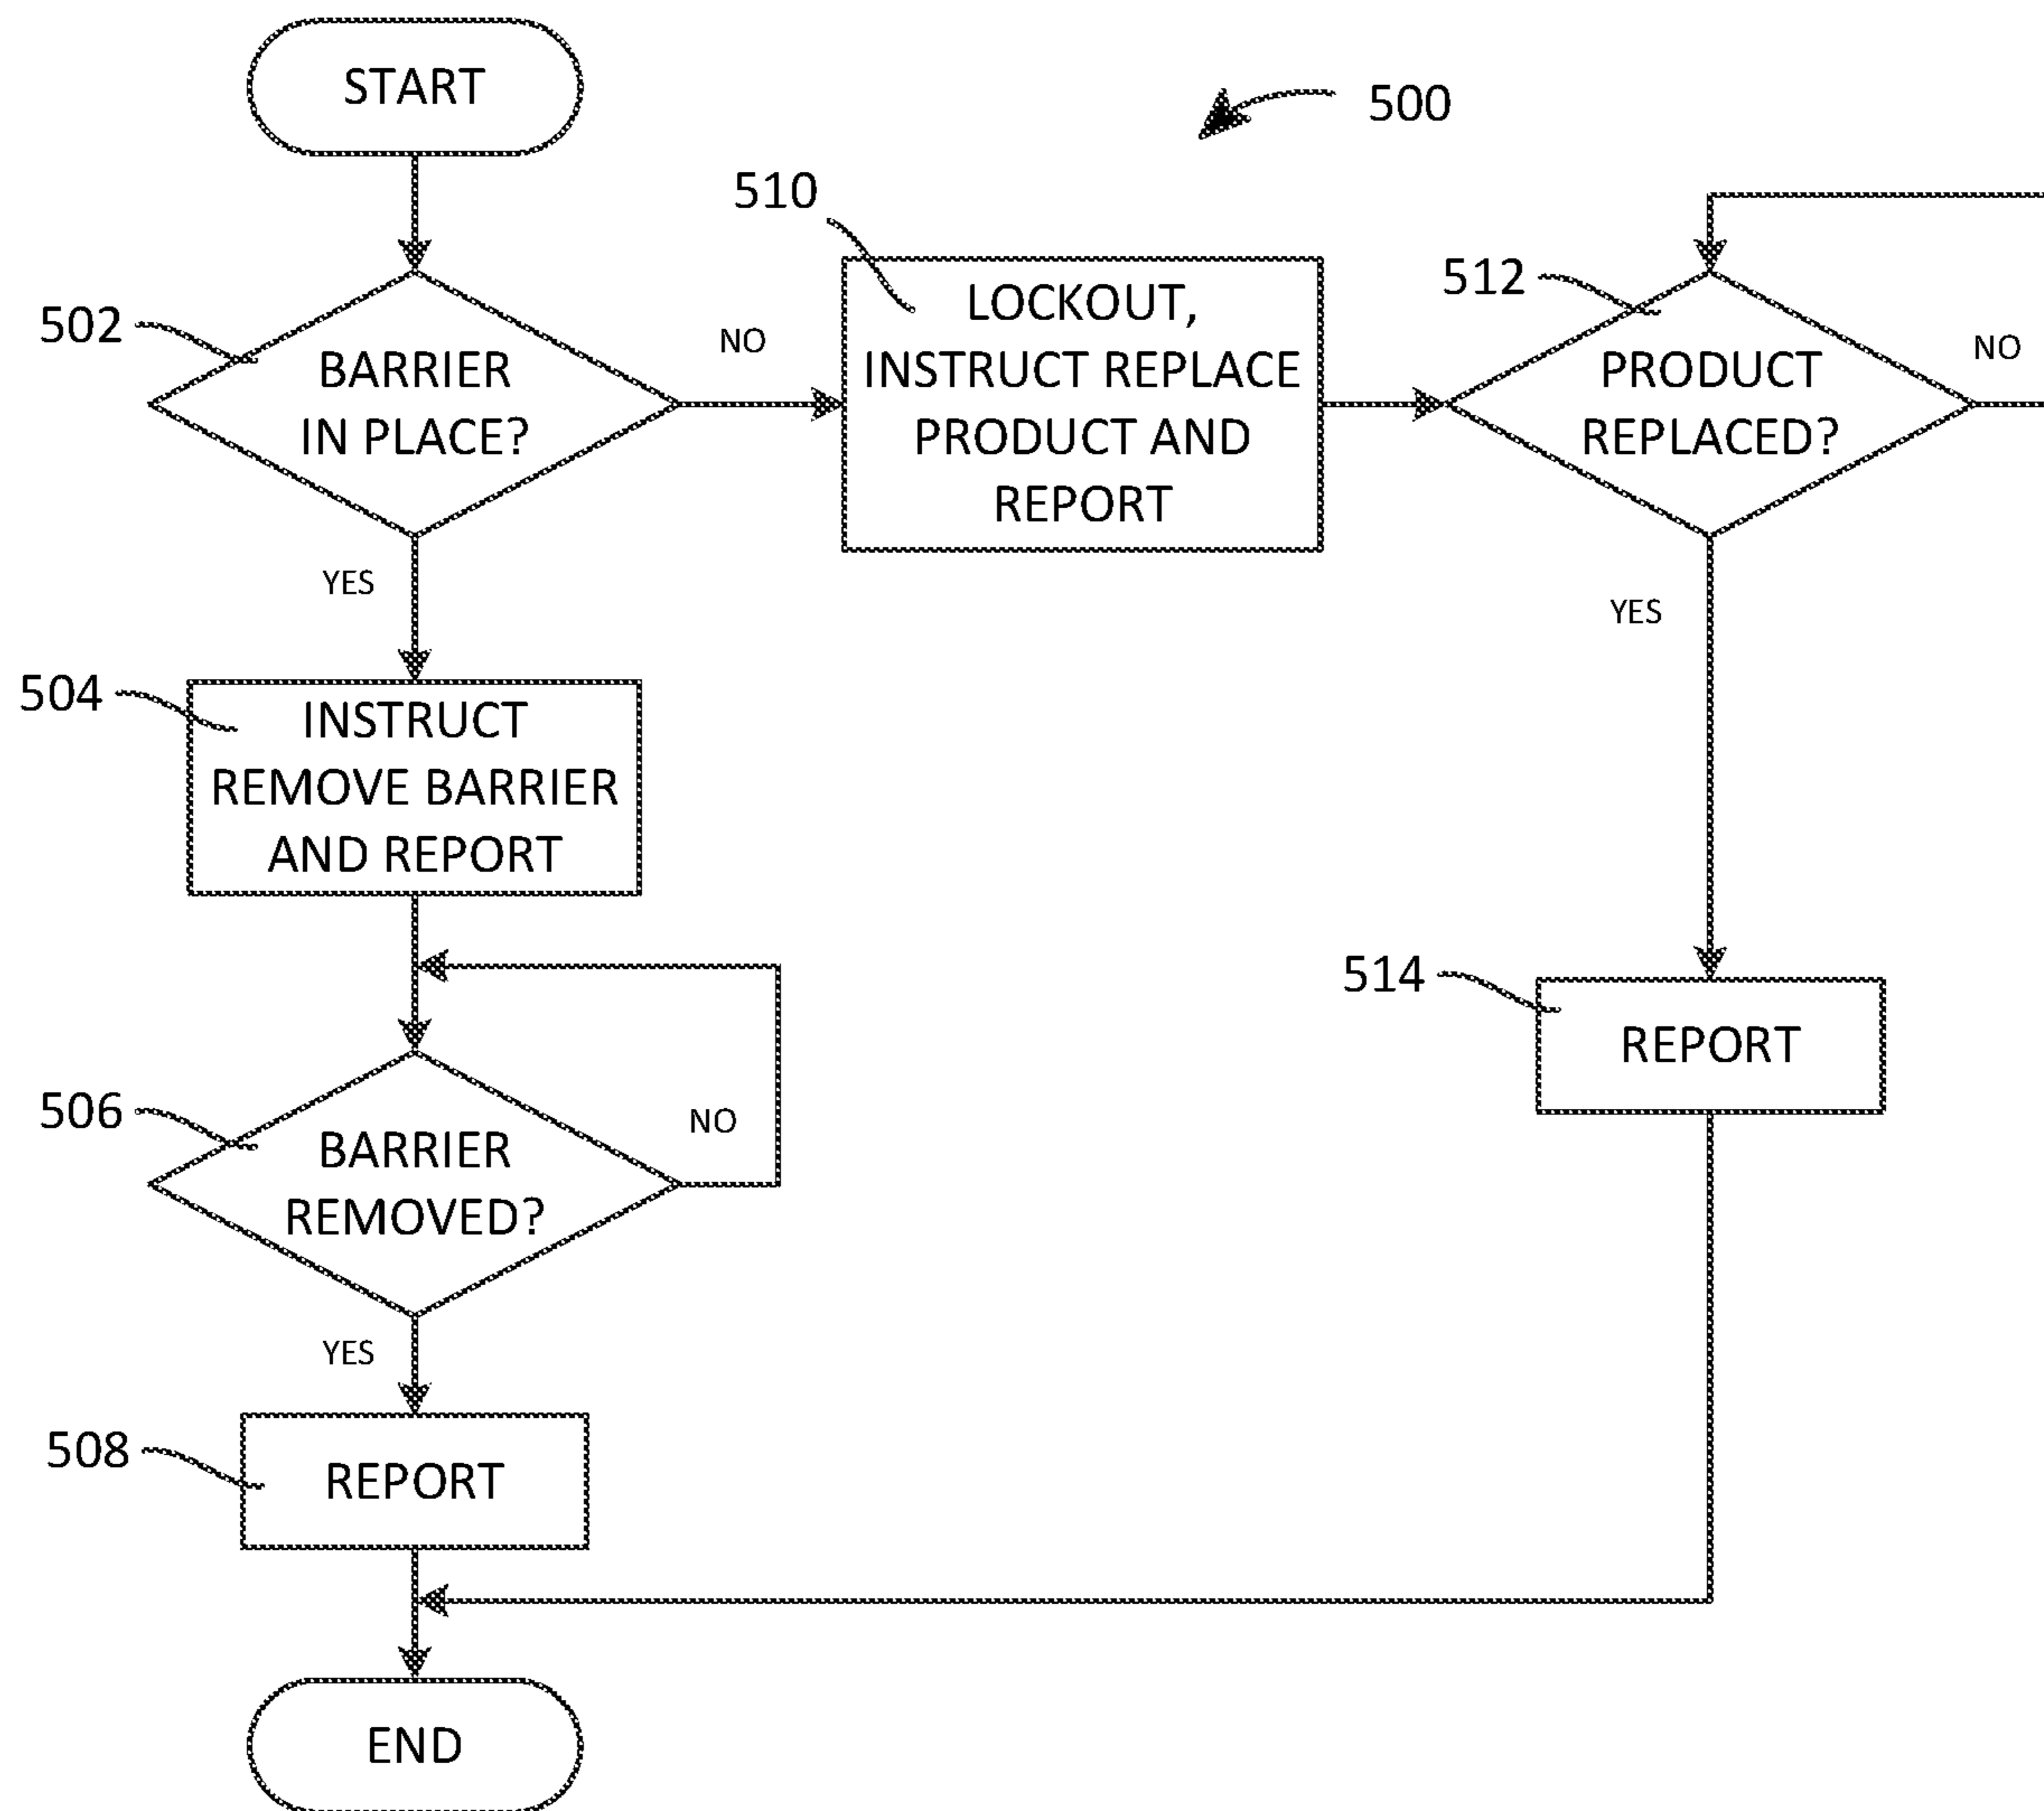 START
500
510
502
BARRIER
IN PLACE?
NO
LOCKOUT,
INSTRUCT REPLACE
PRODUCT AND
REPORT
512
PRODUCT
REPLACED?
NO
YES
YES
504
INSTRUCT
REMOVE BARRIER
AND REPORT
506
BARRIER
REMOVED?
NO
514
REPORT
YES
508
REPORT
END